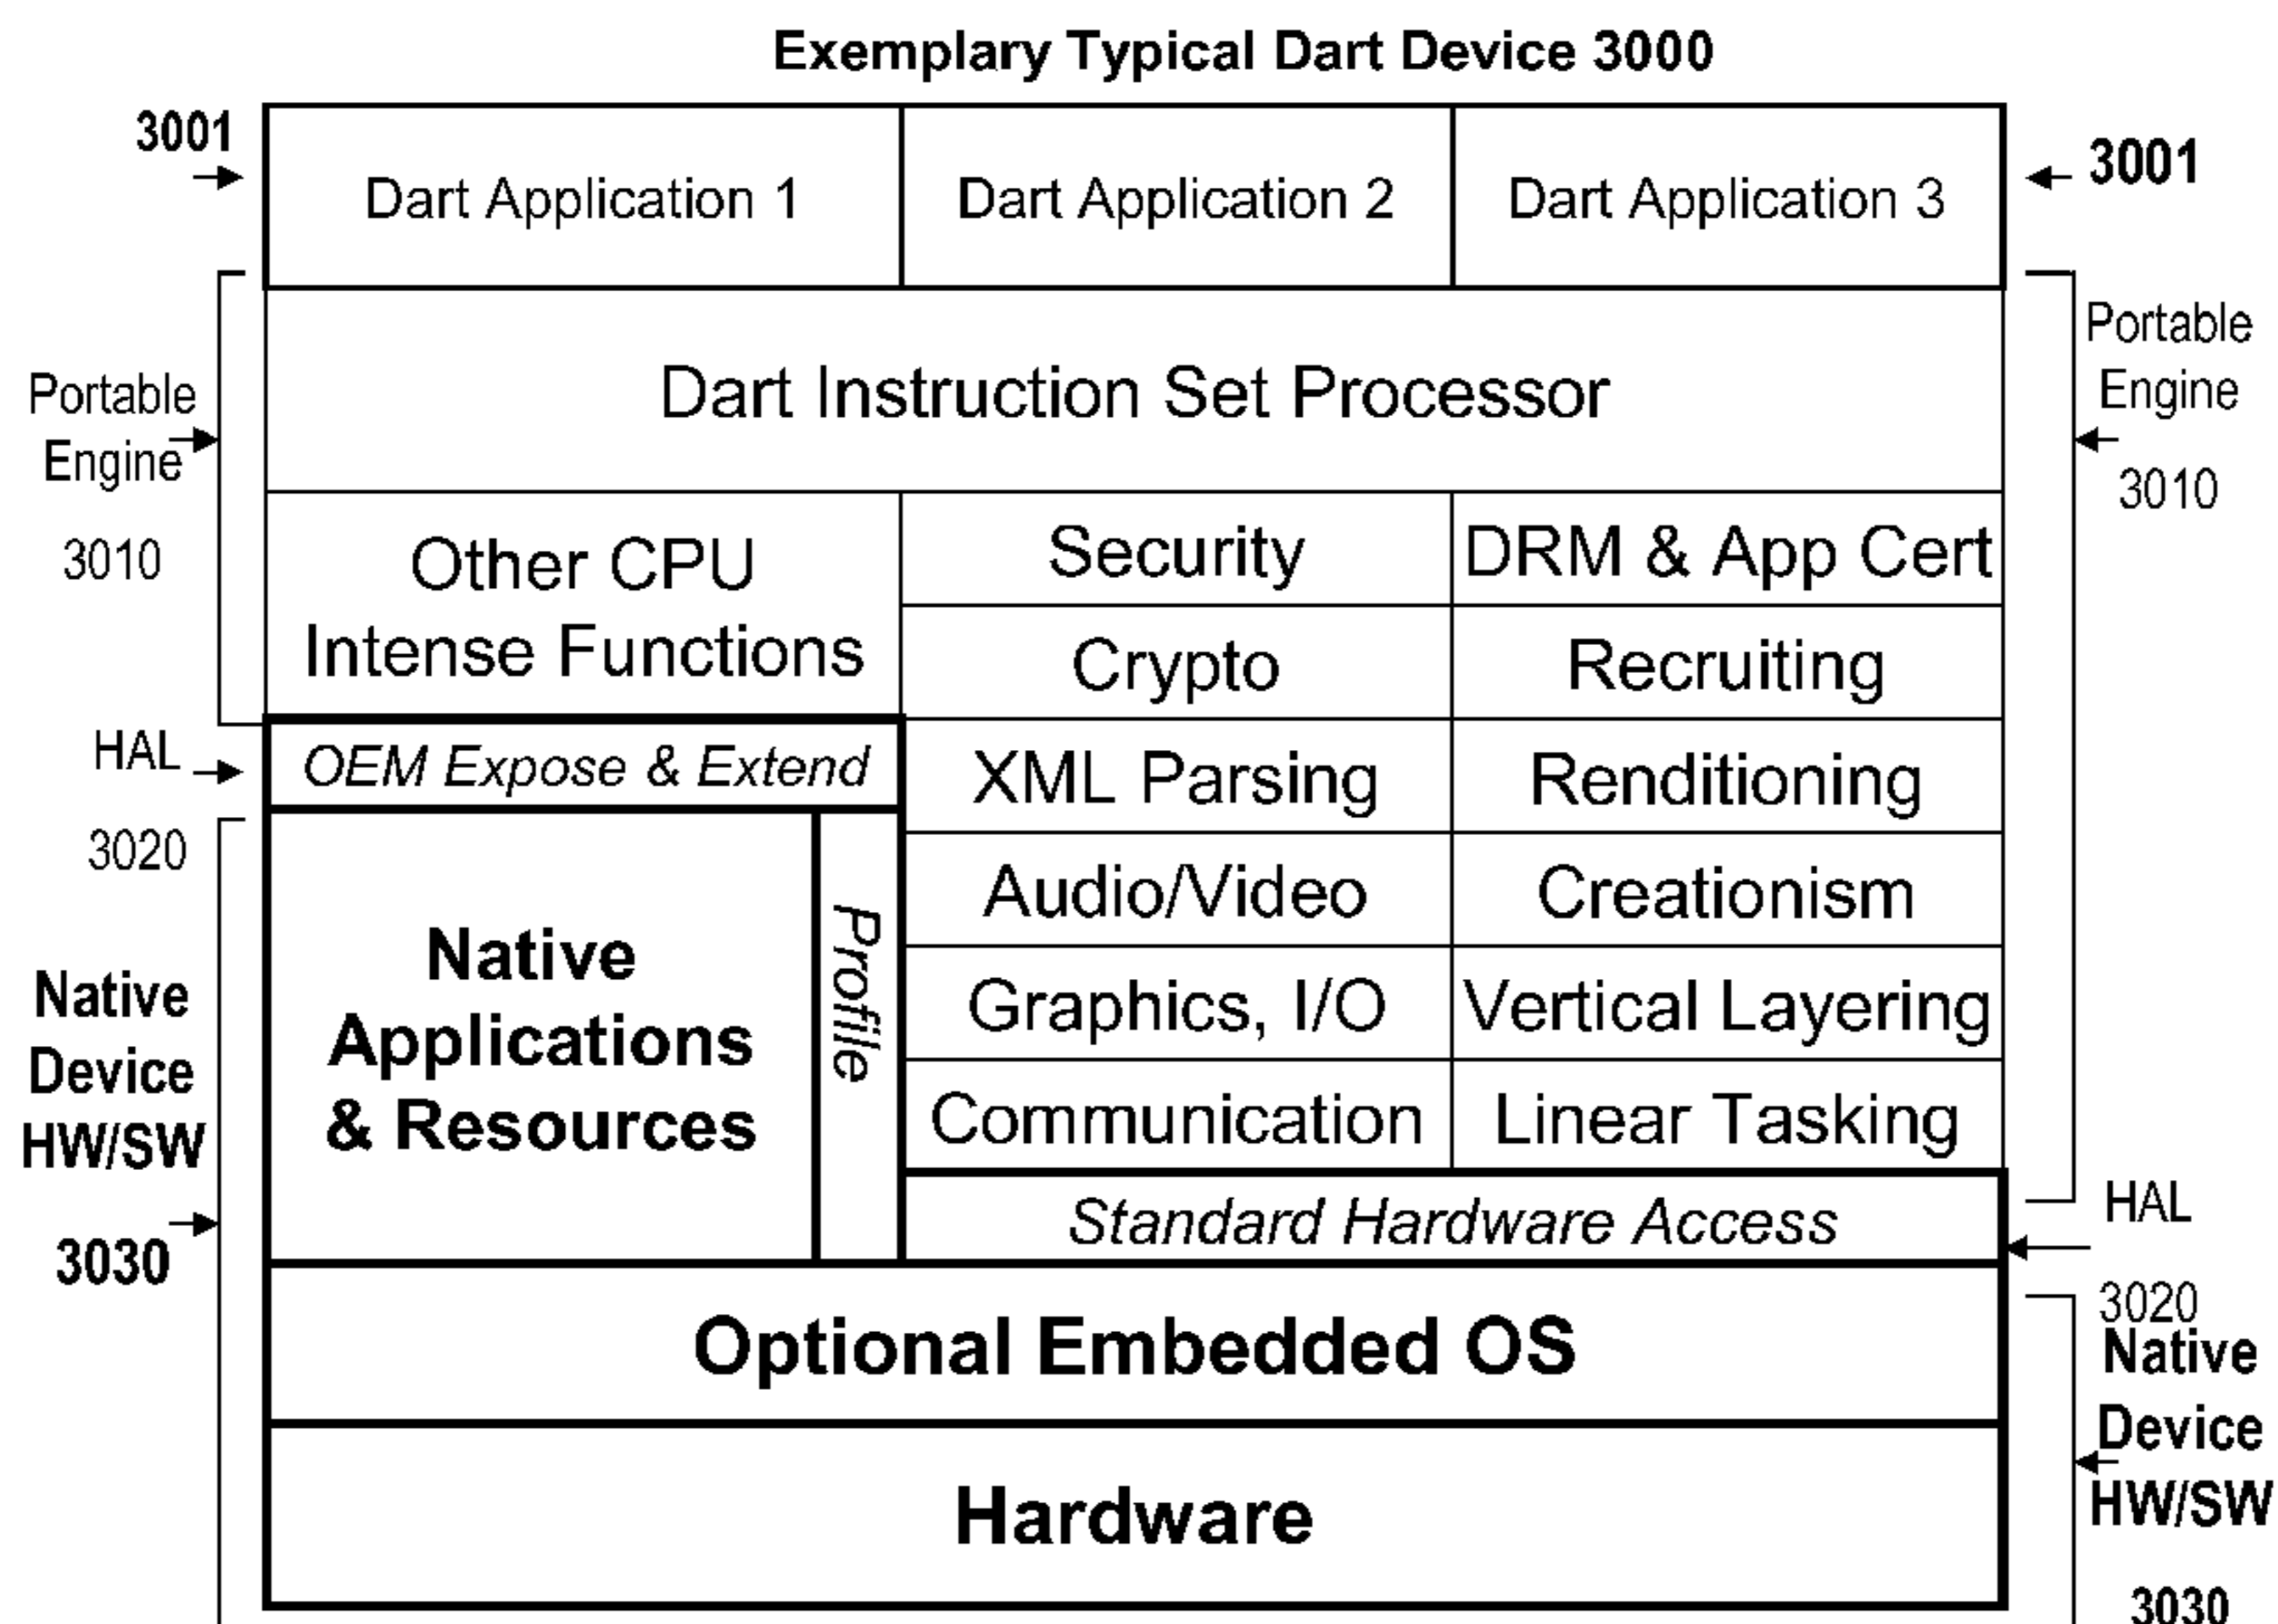 Exemplary Typical Dart Device 3000
3001
Dart Application 1
Dart Application 2
Dart Application 3
3001
Portable
Engine
3010
Dart Instruction Set Processor
Portable
Engine
3010
Other CPU
Intense Functions
Security
DRM & App Cert
Crypto
Recruiting
HAL
3020
OEM Expose & Extend
XML Parsing
Renditioning
Audio/Video
Creationism
Native
Device
HW/SW
3030
Native
Applications
& Resources
Profile
Graphics, I/O
Vertical Layering
Communication
Linear Tasking
Standard Hardware Access
HAL
3020
Optional Embedded OS
Native
Device
HW/SW
3030
Hardware